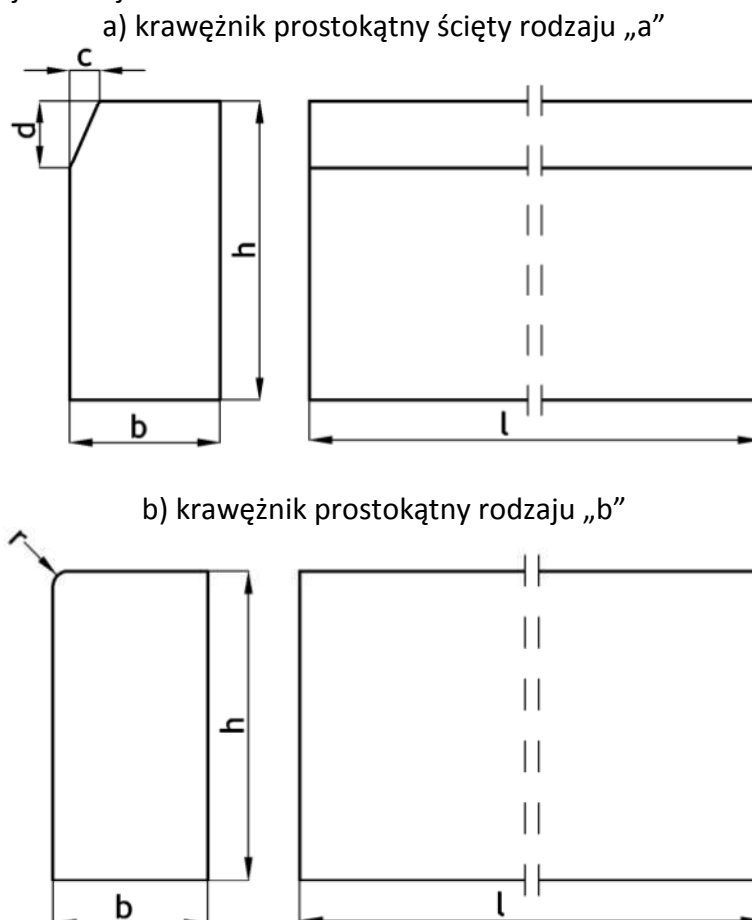 a) krawężnik prostokątny ścięty rodzaju „a”
c
d
h
b
l
b) krawężnik prostokątny rodzaju „b”
r
h
b
l